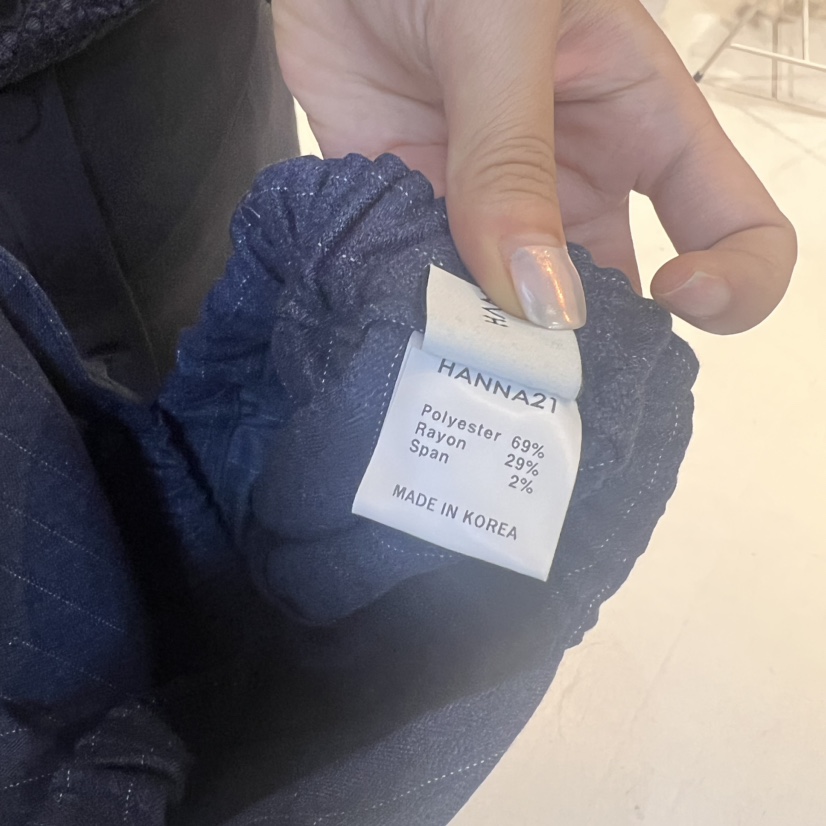 HANNA21
Polyester 69%
Rayon 29%
Span 2%
MADE IN KOREA